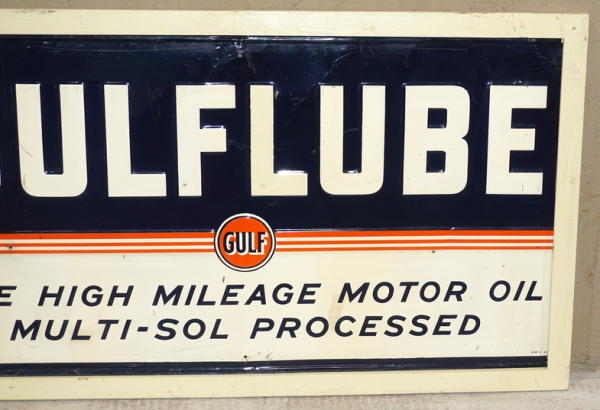 ULFLUBE
GULF
E HIGH MILEAGE MOTOR OIL
MULTI-SOL PROCESSED